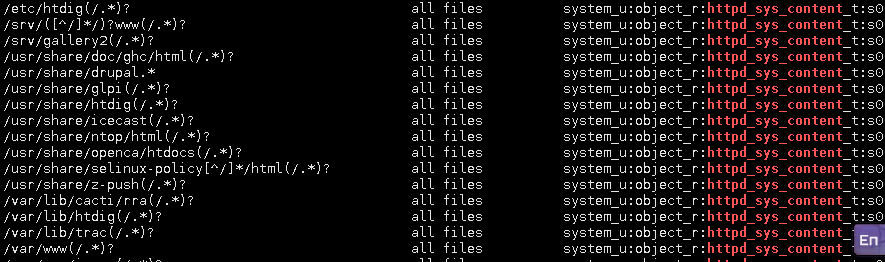 /etc/htdig(/.*)? all files system_u:object_r:httpd_sys_content_t:s0
/srv/([^/]*/)?www(/.*)? all files system_u:object_r:httpd_sys_content_t:s0
/srv/gallery2(/.*)? all files system_u:object_r:httpd_sys_content_t:s0
/usr/share/doc/ghc/html(/.*)? all files system_u:object_r:httpd_sys_content_t:s0
/usr/share/drupal.* all files system_u:object_r:httpd_sys_content_t:s0
/usr/share/glpi(/.*)? all files system_u:object_r:httpd_sys_content_t:s0
/usr/share/htdig(/.*)? all files system_u:object_r:httpd_sys_content_t:s0
/usr/share/icecast(/.*)? all files system_u:object_r:httpd_sys_content_t:s0
/usr/share/ntop/html(/.*)? all files system_u:object_r:httpd_sys_content_t:s0
/usr/share/openca/htdocs(/.*)? all files system_u:object_r:httpd_sys_content_t:s0
/usr/share/selinux-policy[^/]*/html(/.*)? all files system_u:object_r:httpd_sys_content_t:s0
/usr/share/z-push(/.*)? all files system_u:object_r:httpd_sys_content_t:s0
/var/lib/cacti/rra(/.*)? all files system_u:object_r:httpd_sys_content_t:s0
/var/lib/htdig(/.*)? all files system_u:object_r:httpd_sys_content_t:s0
/var/lib/trac(/.*)? all files system_u:object_r:httpd_sys_content_t:s0
/var/www(/.*)? all files system_u:object_r:httpd_sys_content_t:s0
En